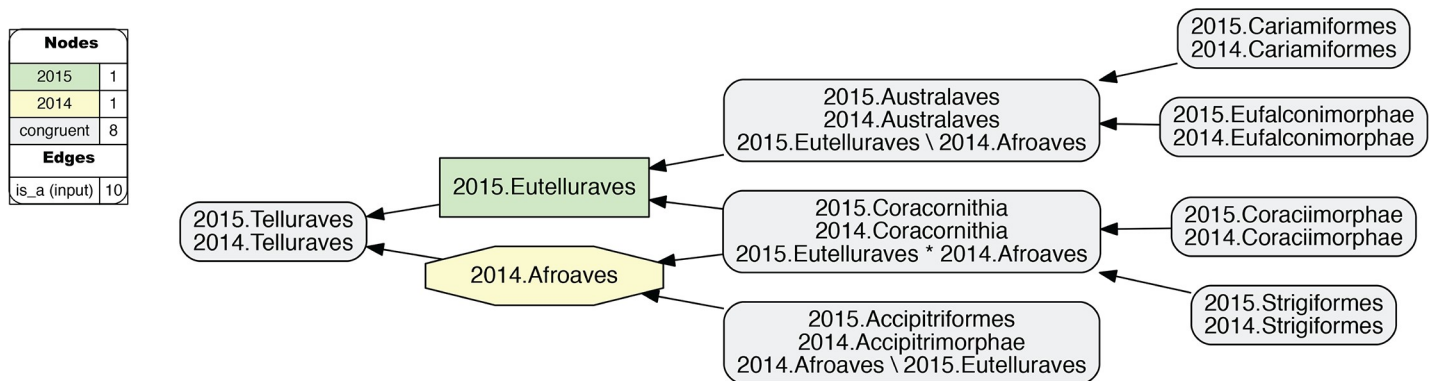 Nodes
2015 1
2014 1
congruent 8
Edges
is_a (input) 10
2015.Telluraves
2014.Telluraves
2015.Eutelluraves
2014.Afroaves
2015.Australaves
2014.Australaves
2015.Eutelluraves \ 2014.Afroaves
2015.Coracornithia
2014.Coracornithia
2015.Eutelluraves * 2014.Afroaves
2015.Accipitriformes
2014.Accipitrimorphae
2014.Afroaves \ 2015.Eutelluraves
2015.Cariamiformes
2014.Cariamiformes
2015.Eufalconimorphae
2014.Eufalconimorphae
2015.Coraciimorphae
2014.Coraciimorphae
2015.Strigiformes
2014.Strigiformes